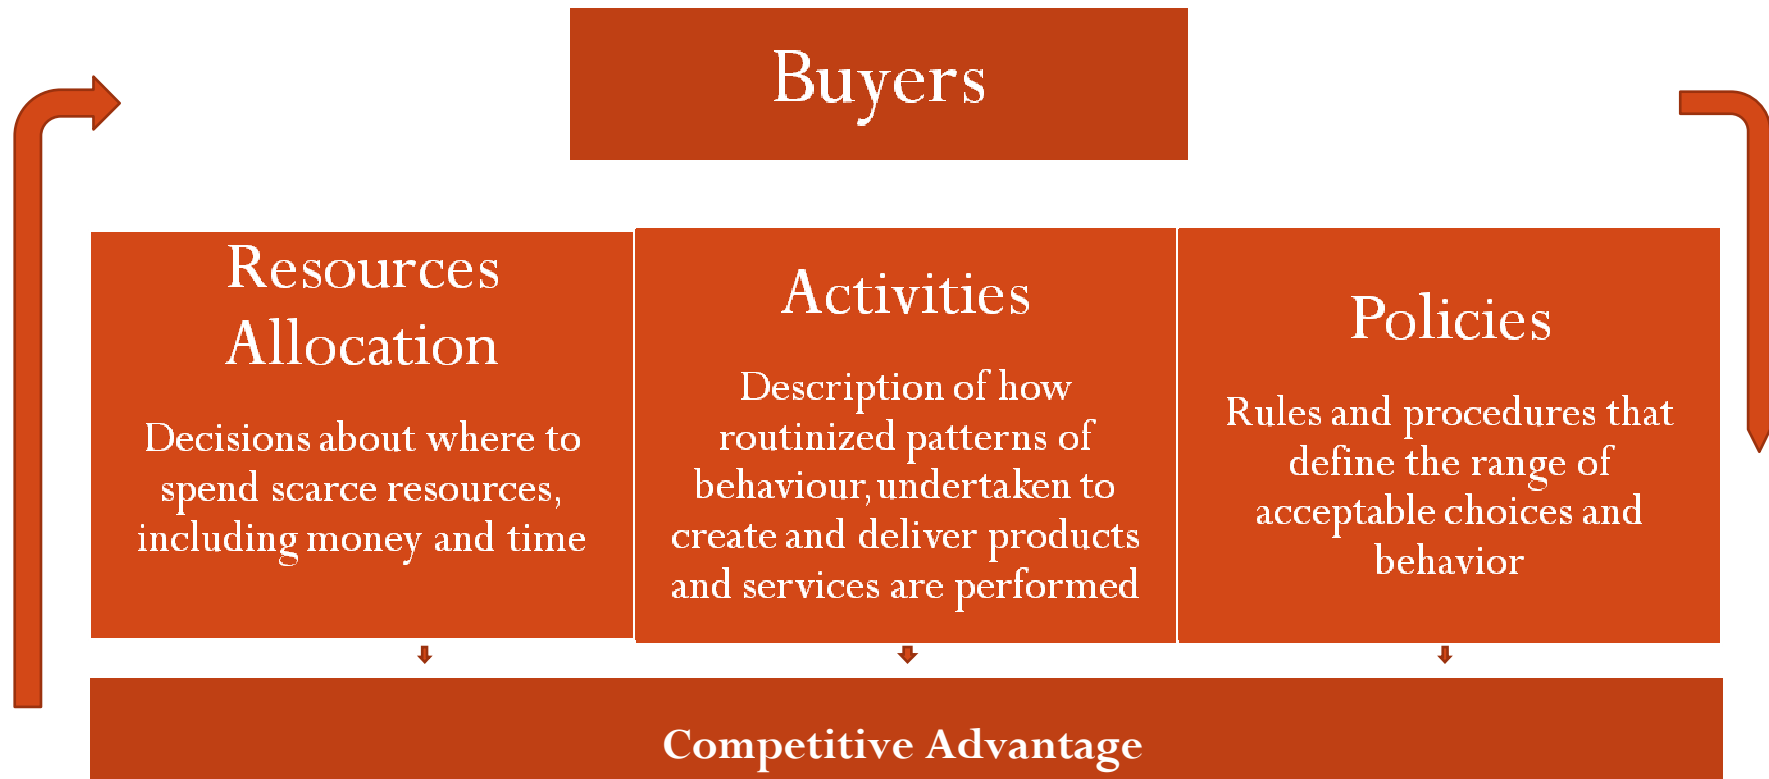 Buyers
Resources
Allocation
Decisions about where to
spend scarce resources,
including money and time
Activities
Description of how
routinized patterns of
behaviour, undertaken to
create and deliver products
and services are performed
Policies
Rules and procedures that
define the range of
acceptable choices and
behavior
Competitive Advantage